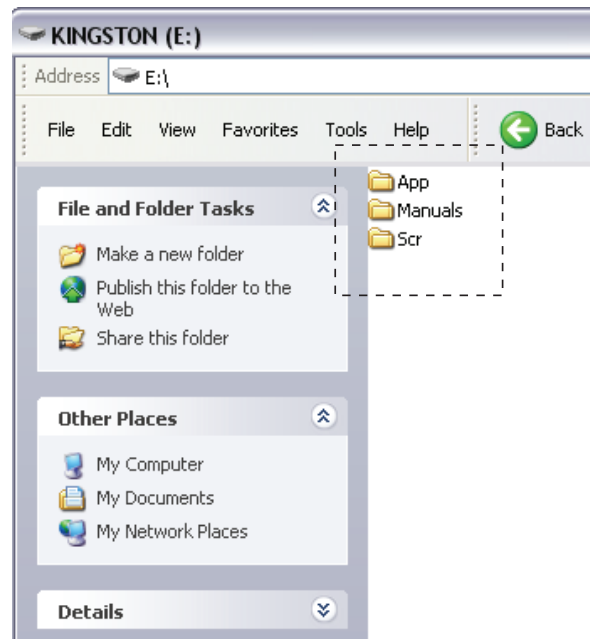 KINGSTON (E:)
Address E:\
File Edit View Favorites Tools Help Back
File and Folder Tasks
Make a new folder
Publish this folder to the
Web
Share this folder
Other Places
My Computer
My Documents
My Network Places
Details
App
Manuals
Scr